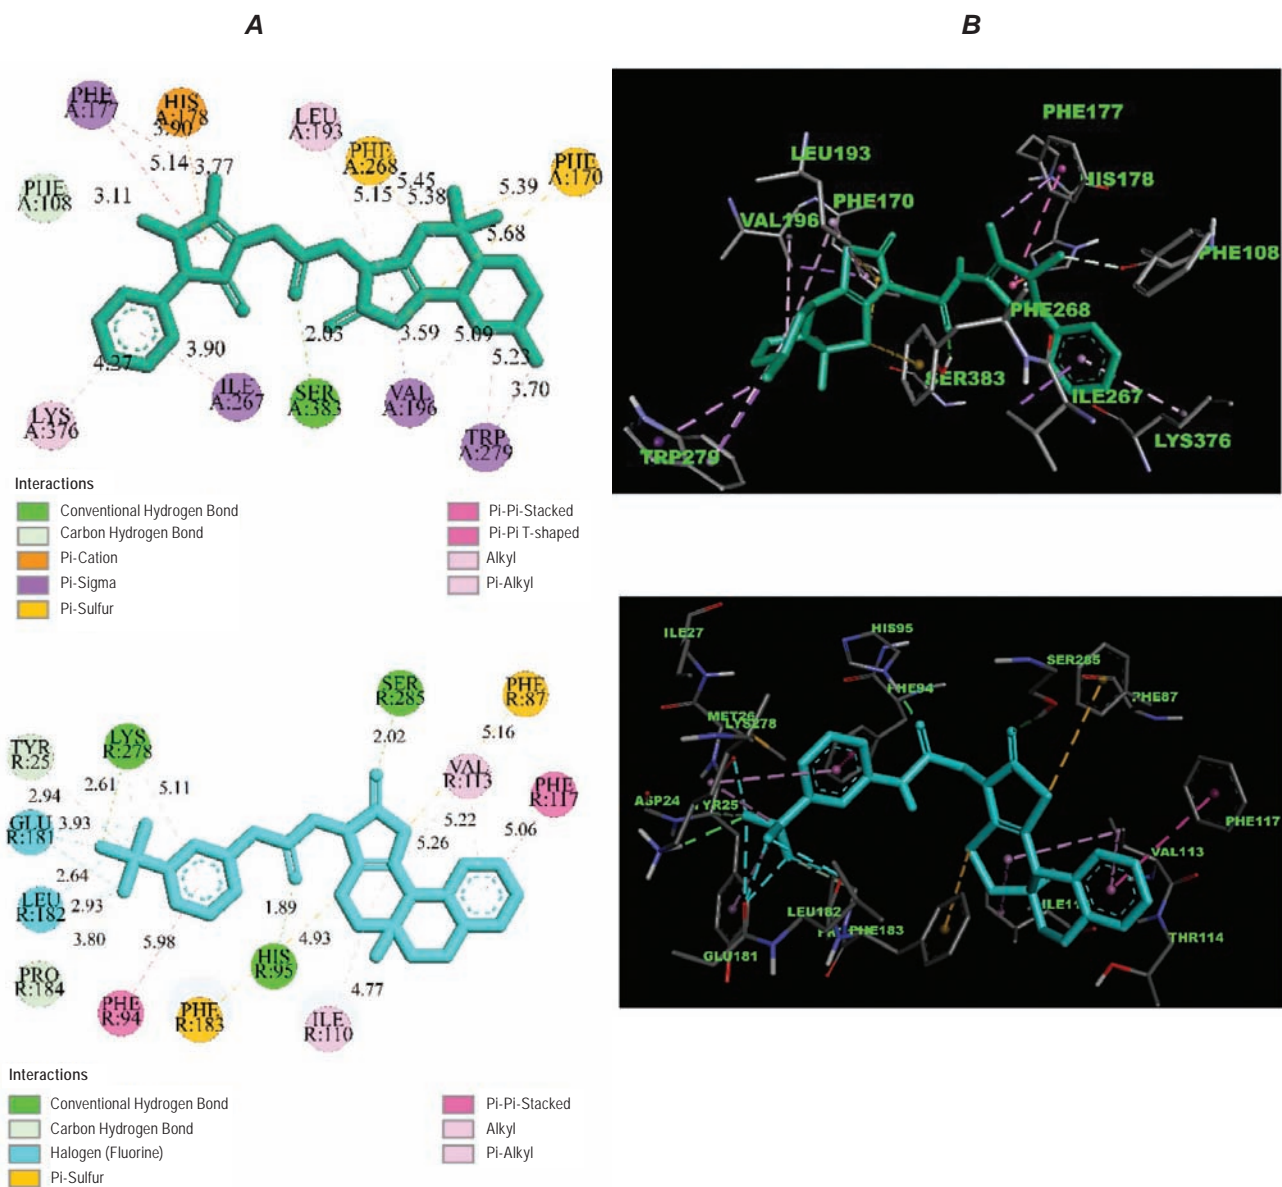 A
B
PHE
A:177
HIS
A:178
LEU
A:193
PHE
A:268
PHE
A:170
PHE
A:108
3.90
5.14
3.77
3.11
5.45
5.15
5.38
5.39
5.68
3.90
2.03
3.59
5.09
5.23
3.70
4.27
LYS
A:376
ILE
A:267
SER
A:383
VAL
A:196
TRP
A:279
Interactions
Conventional Hydrogen Bond
Carbon Hydrogen Bond
Pi-Cation
Pi-Sigma
Pi-Sulfur
Pi-Pi-Stacked
Pi-Pi T-shaped
Alkyl
Pi-Alkyl
PHE177
LEU193
HIS178
PHE170
VAL196
PHE108
PHE268
SER383
ILE267
LYS376
TRP279
SER
R:285
PHE
R:87
LYS
R:278
TYR
R:25
VAL
R:113
PHE
R:117
GLU
R:181
LEU
R:182
PRO
R:184
PHE
R:94
PHE
R:183
HIS
R:95
ILE
R:110
2.02
5.16
2.61
5.11
2.94
3.93
5.22
5.06
5.26
2.64
2.93
3.80
5.98
1.89
4.93
4.77
Interactions
Conventional Hydrogen Bond
Carbon Hydrogen Bond
Halogen (Fluorine)
Pi-Sulfur
Pi-Pi-Stacked
Alkyl
Pi-Alkyl
ILE27
HIS95
SER285
PHE94
PHE87
MET26
LYS278
ASP24
TYR25
PHE117
VAL113
LEU182
PHE183
GLU181
THR114